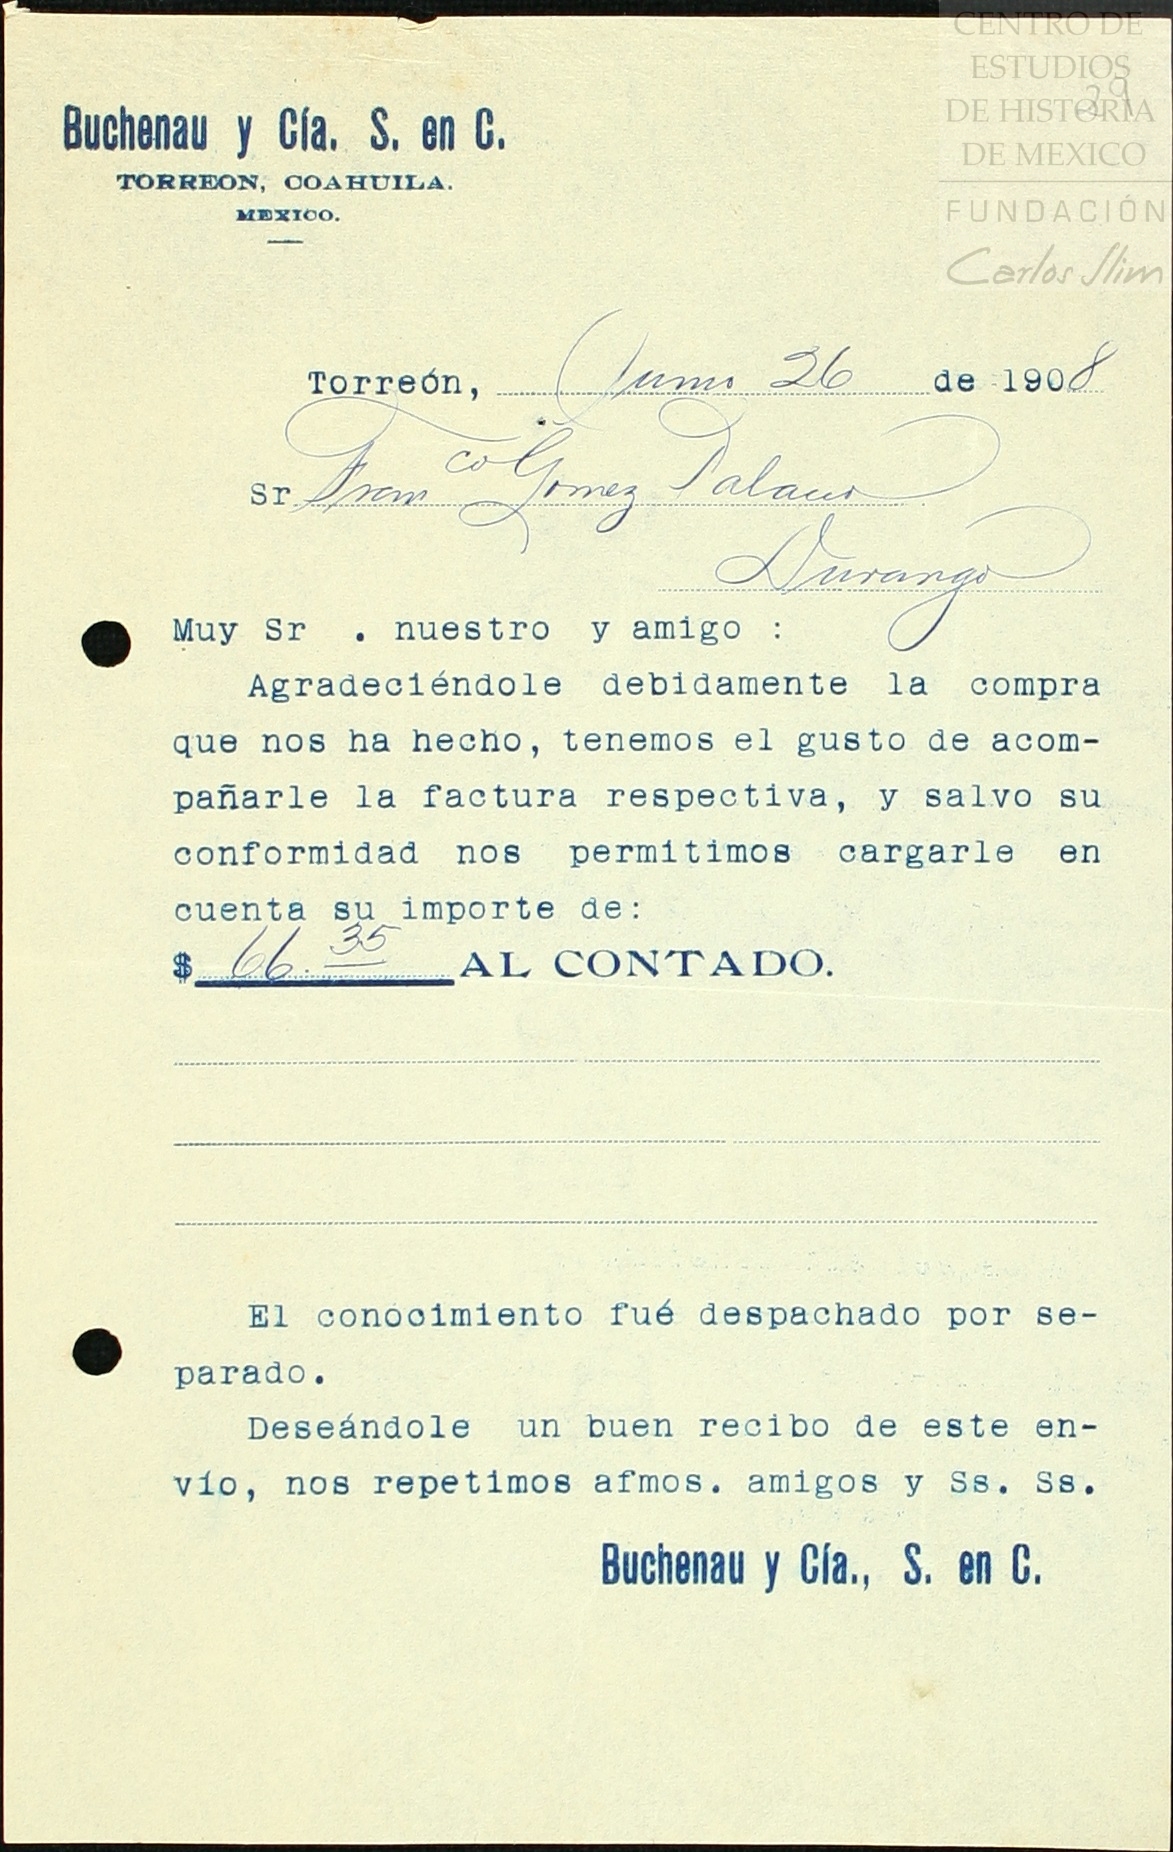 CENTRO DE
ESTUDIOS
DE HISTORIA
DE MEXICO
FUNDACIÓN
Carlos Slim
29
Buchenau y Cía. S. en C.
TORREON, COAHUILA.
MEXICO.
Torreón, Junio 26 de 1908
Sr Fran co Gomez Palacio
Durango
Muy Sr . nuestro y amigo :
Agradeciéndole debidamente la compra
que nos ha hecho, tenemos el gusto de acom-
pañarle la factura respectiva, y salvo su
conformidad nos permitimos cargarle en
cuenta su importe de:
$ 66.35 AL CONTADO.
El conocimiento fué despachado por se-
parado.
Deseándole un buen recibo de este en-
vío, nos repetimos afmos. amigos y Ss. Ss.
Buchenau y Cía., S. en C.